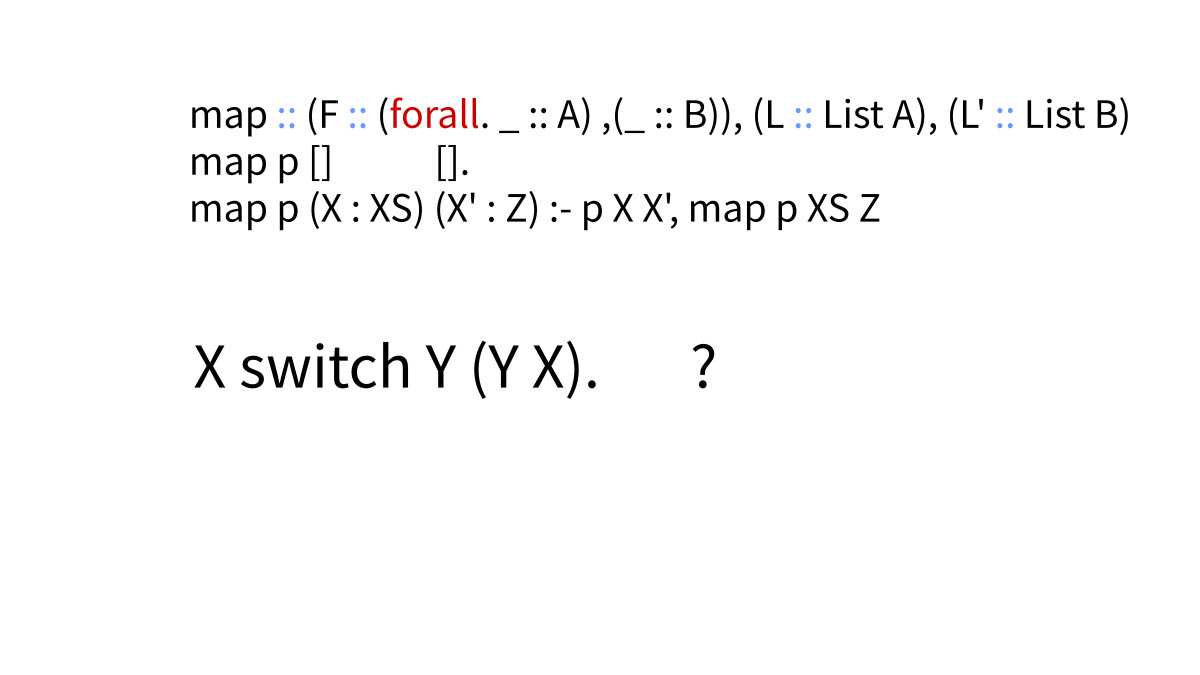 map :: (F :: (forall. _ :: A) ,(_ :: B)), (L :: List A), (L' :: List B)
map p [] [].
map p (X : XS) (X' : Z) :- p X X', map p XS Z
X switch Y (Y X). ?